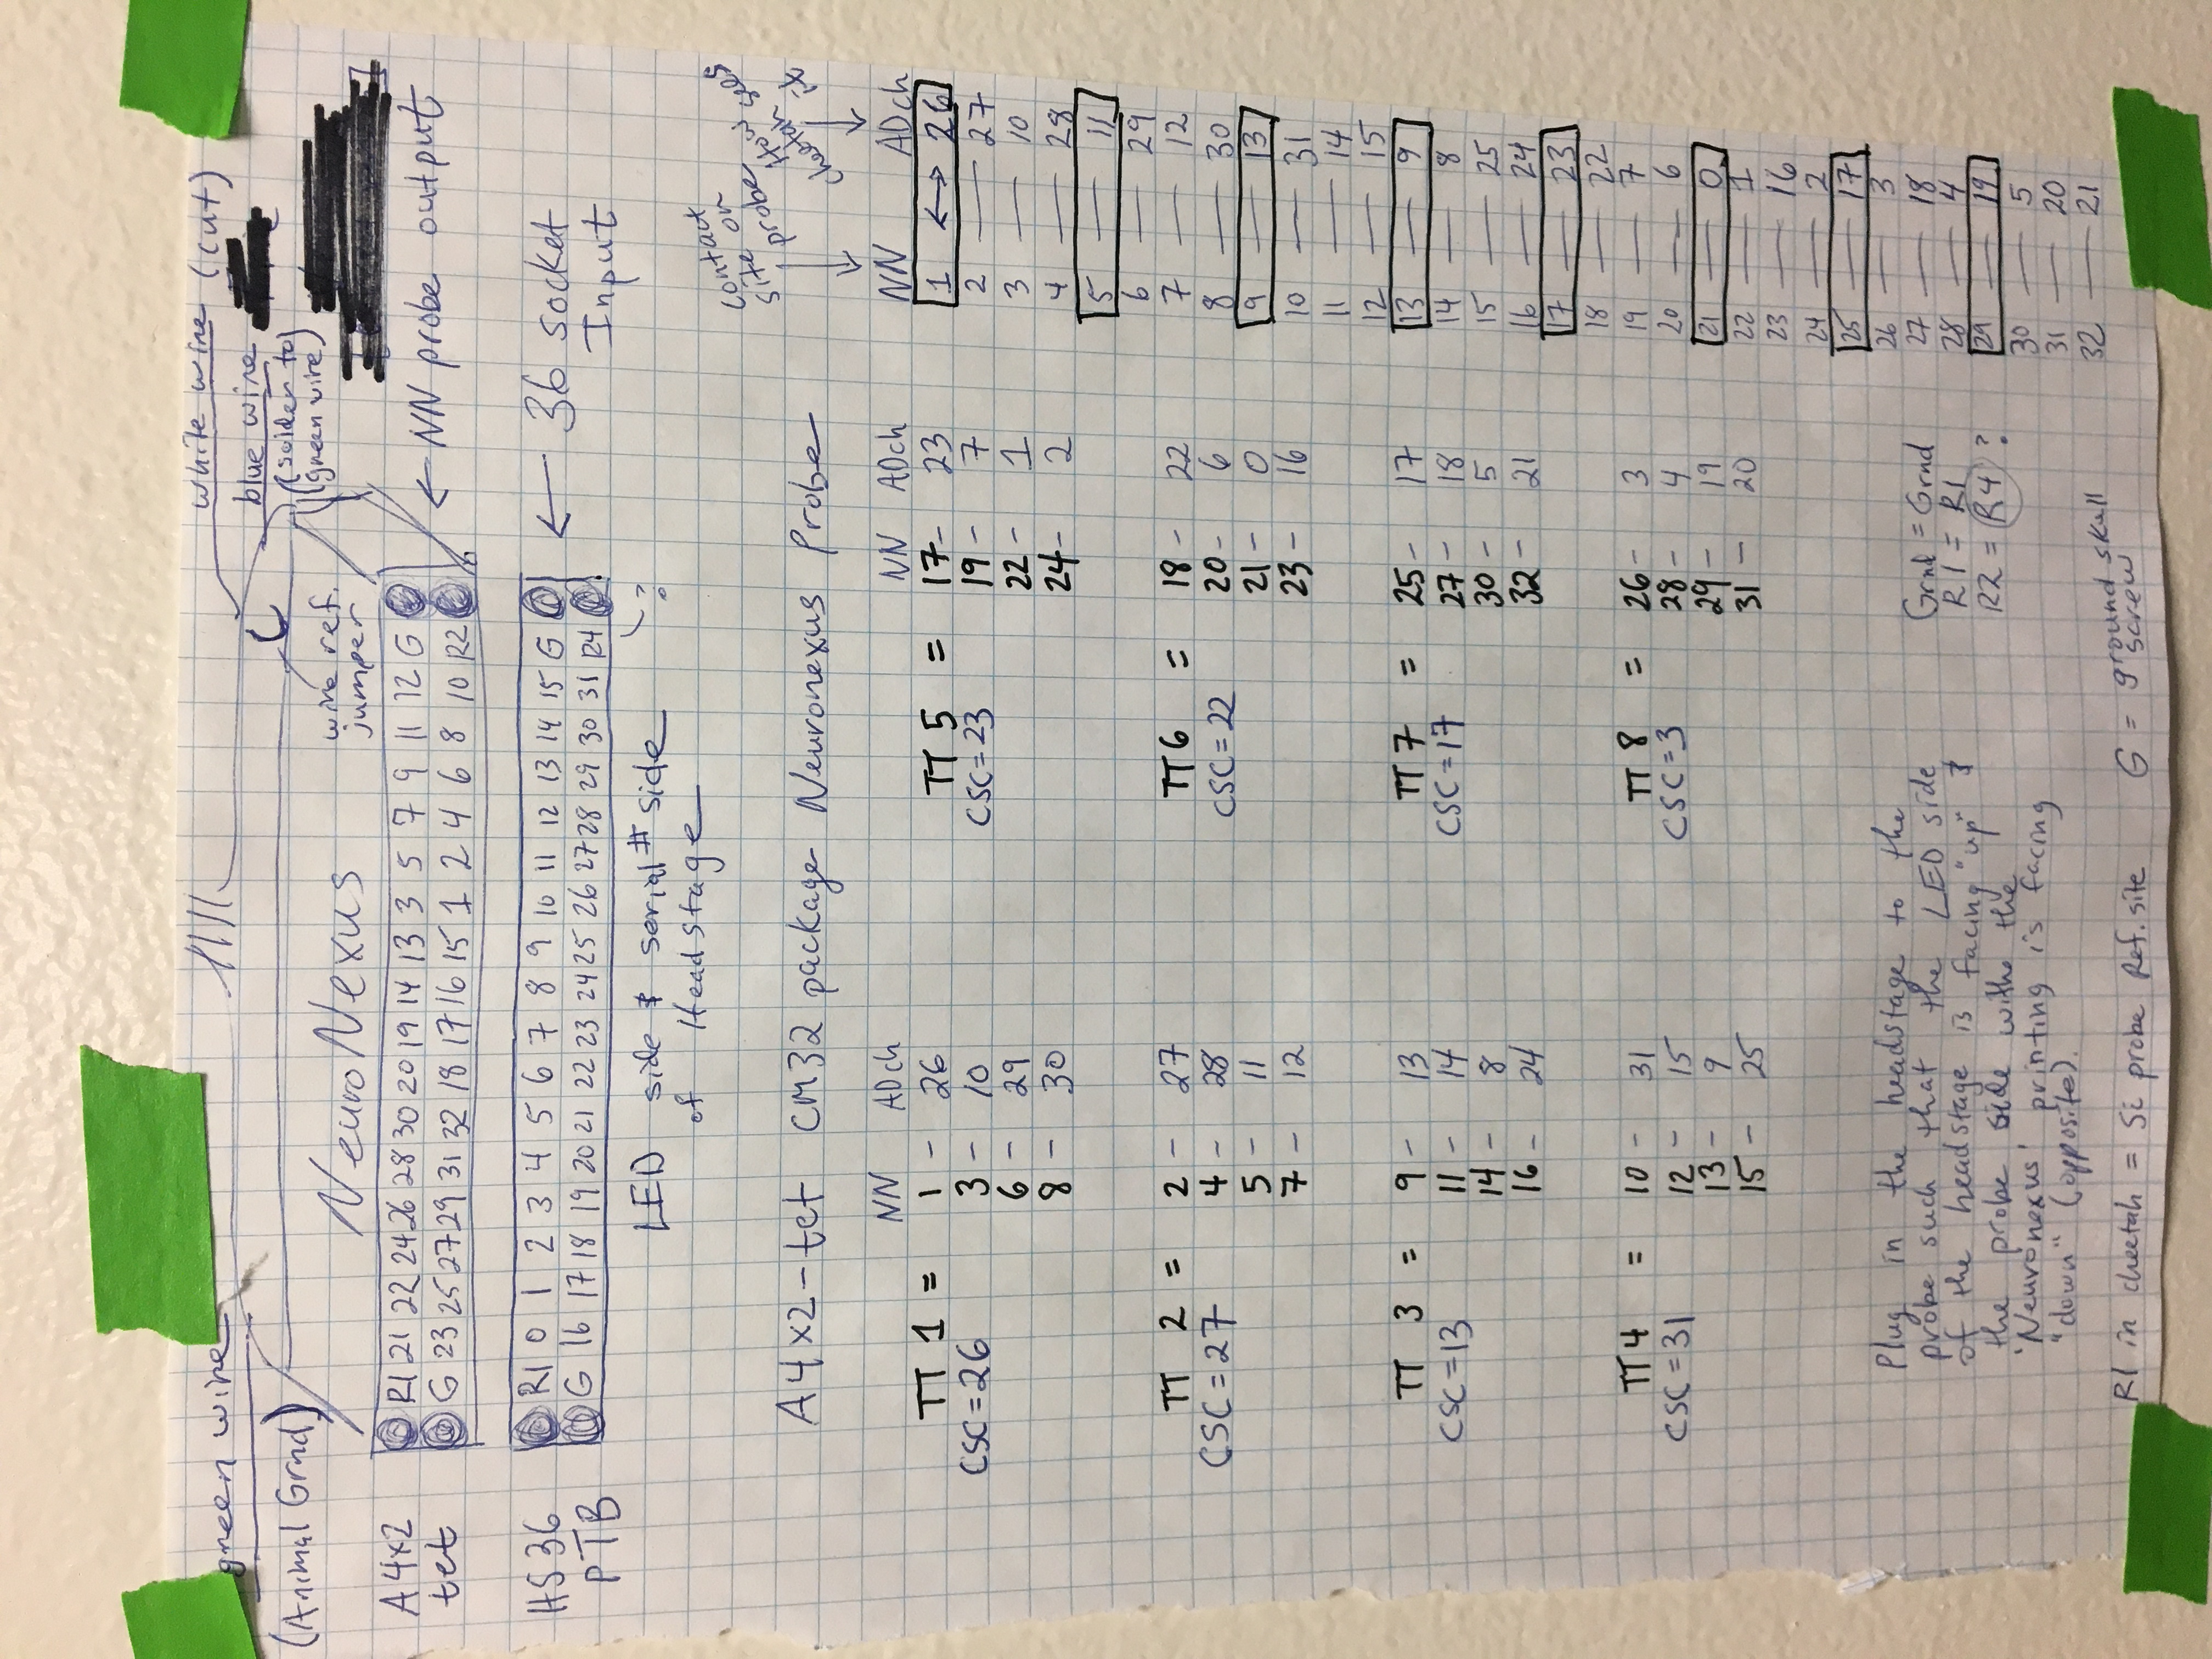 green wire
(Animal Grnd)
white wire (cut)
blue wire
(solder to
green wire)
wire ref.
jumper
NeuroNexus
A4x2
tet
R1 21 22 24 26 28 30 20 19 14 13 3 5 7 9 11 12 G
G 23 25 27 29 31 32 18 17 16 15 1 2 4 6 8 10 R2
← NN probe output
HS36
PTB
R1 0 1 2 3 4 5 6 7 8 9 10 11 12 13 14 15 G
G 16 17 18 19 20 21 22 23 24 25 26 27 28 29 30 31 R4
← 36 socket
Input
LED side & serial # side
of Headstage
?
contact
site on
probe
How
cheetah sees
it
A4x2-tet CM32 package Neuronexus Probe
NN ADch
TT 1 = 1 - 26
CSC=26 3 - 10
6 - 29
8 - 30
TT 2 = 2 - 27
CSC=27 4 - 28
5 - 11
7 - 12
TT 3 = 9 - 13
CSC=13 11 - 14
14 - 8
16 - 24
TT 4 = 10 - 31
CSC=31 12 - 15
13 - 9
15 - 25
NN ADch
TT 5 = 17 - 23
CSC=23 19 - 7
22 - 1
24 - 2
TT 6 = 18 - 22
CSC=22 20 - 6
21 - 0
23 - 16
TT 7 = 25 - 17
CSC=17 27 - 18
30 - 5
32 - 21
TT 8 = 26 - 3
CSC=3 28 - 4
29 - 19
31 - 20
NN ADch
1 ↔ 26
2 — 27
3 — 10
4 — 28
5 — 11
6 — 29
7 — 12
8 — 30
9 — 13
10 — 31
11 — 14
12 — 15
13 — 9
14 — 8
15 — 25
16 — 24
17 — 23
18 — 22
19 — 7
20 — 6
21 — 0
22 — 1
23 — 16
24 — 2
25 — 17
26 — 3
27 — 18
28 — 4
29 — 19
30 — 5
31 — 20
32 — 21
Plug in the headstage to the
probe such that the LED side
of the headstage is facing "up" &
the probe side withe the
'Neuronexus' printing is facing
"down" (opposite).
Grnd = Grnd
R1 = R1
R2 = R4 ?
R1 in cheetah = Si probe Ref. site
G = ground skull
screw